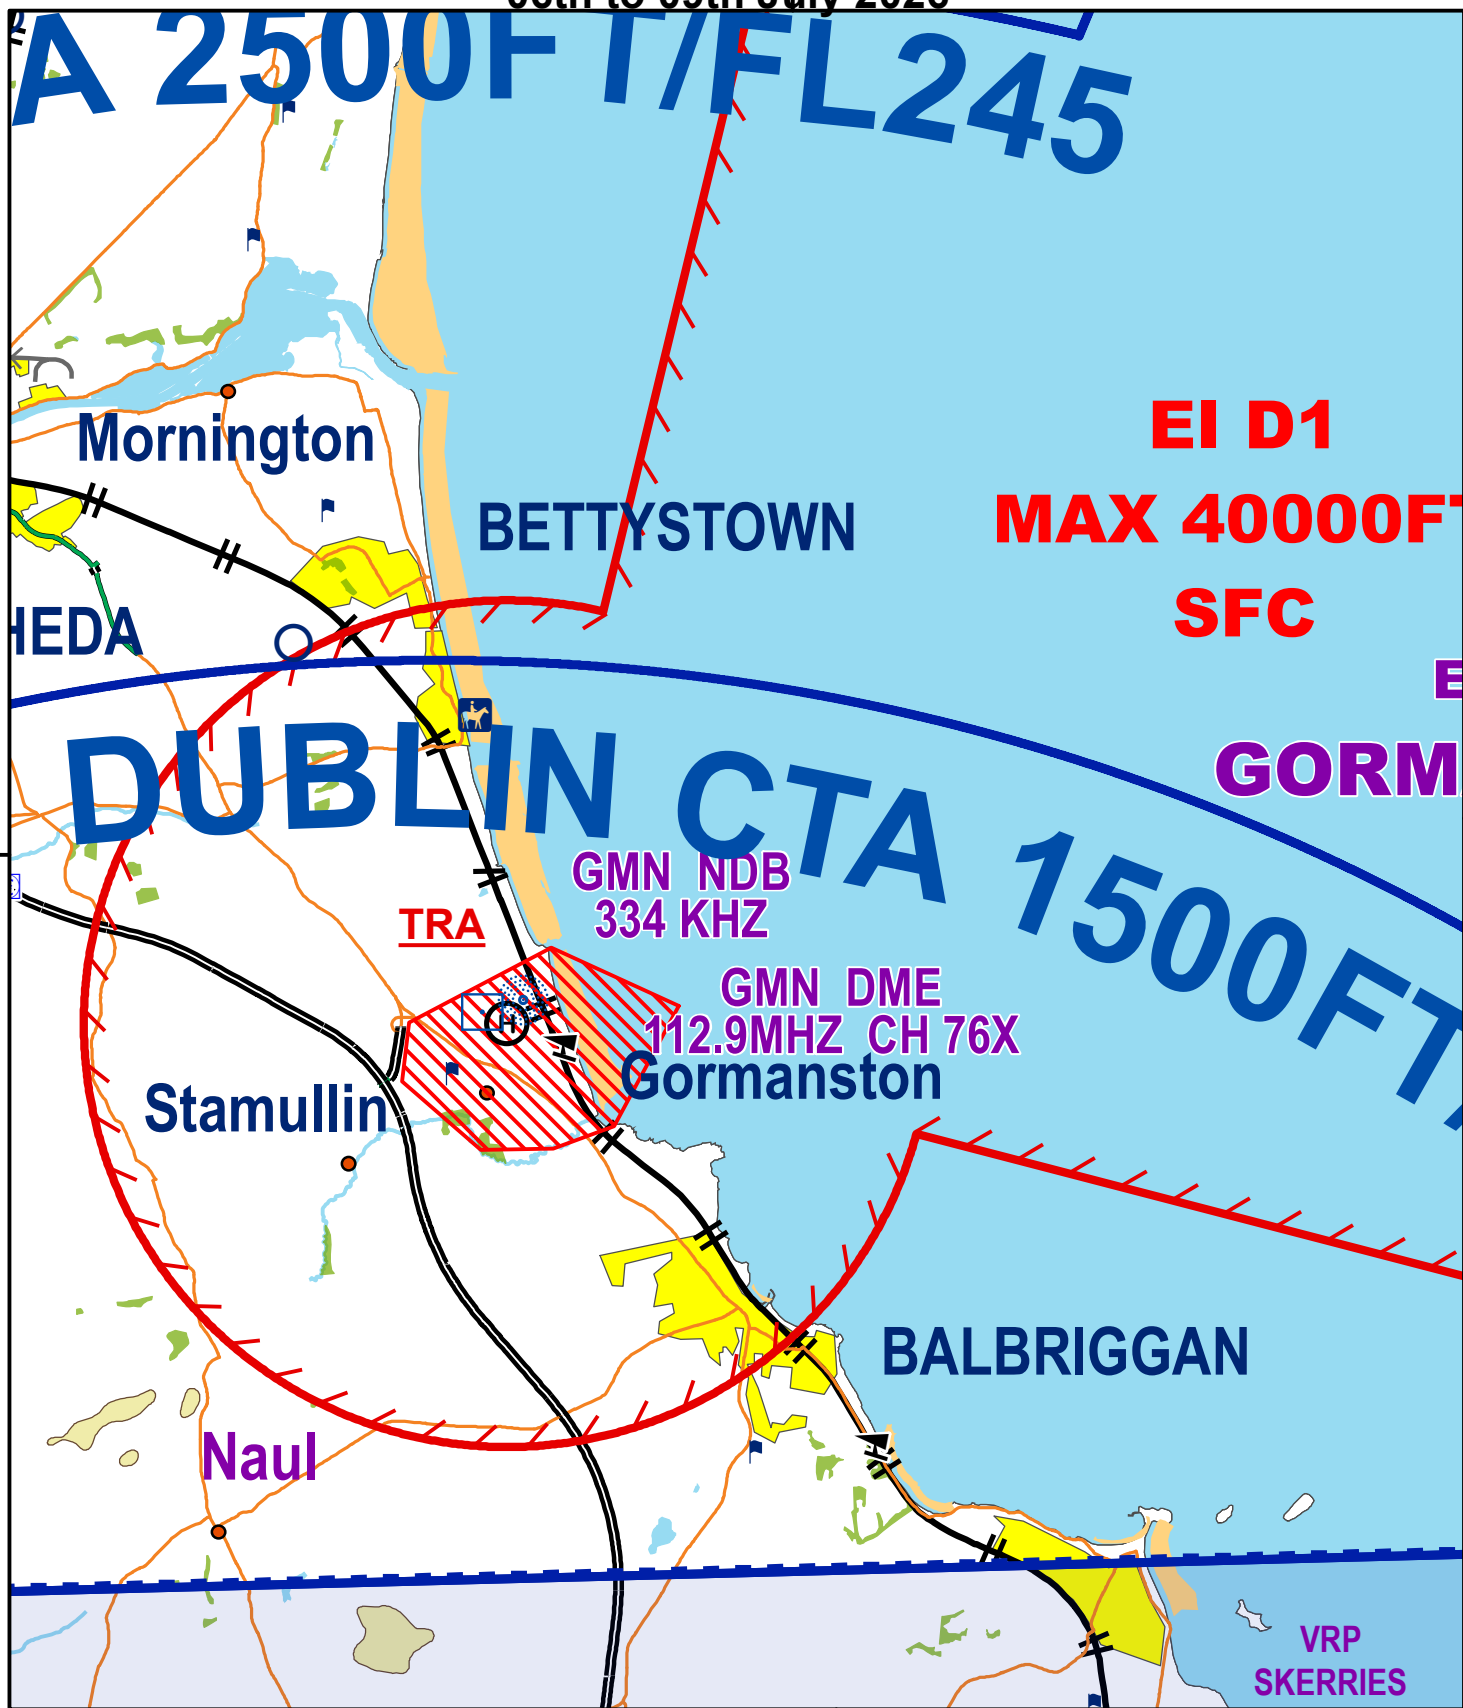 A 2500FT/FL245
Mornington
BETTYSTOWN
EI D1
MAX 40000FT
SFC
HEDA
E
GORMA
DUBLIN CTA 1500FT/
GMN NDB
334 KHZ
TRA
GMN DME
112.9MHZ CH 76X
H
Gormanston
Stamullin
BALBRIGGAN
Naul
VRP
SKERRIES